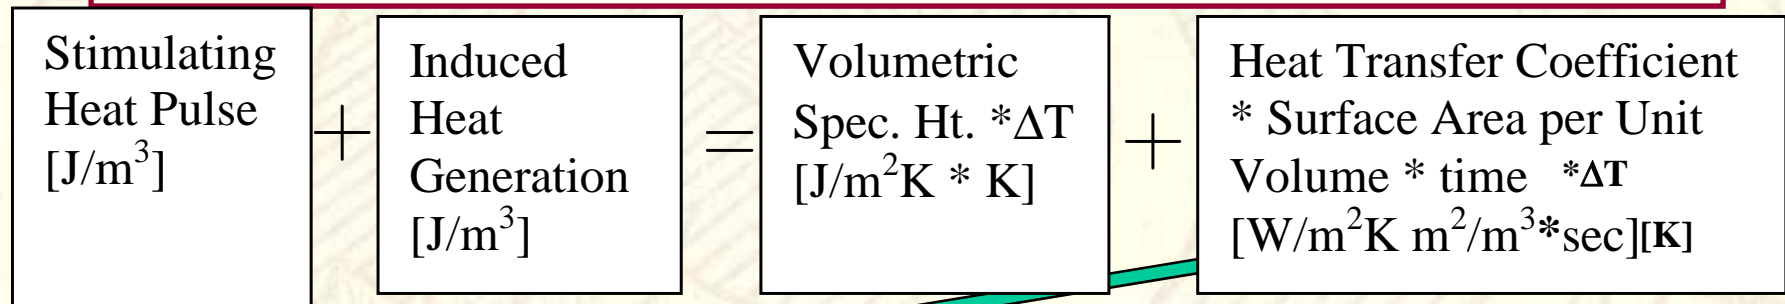 Stimulating
Heat Pulse
[J/m³]
+
Induced
Heat
Generation
[J/m³]
=
Volumetric
Spec. Ht. *ΔT
[J/m²K * K]
+
Heat Transfer Coefficient
* Surface Area per Unit
Volume * time *ΔT
[W/m²K m²/m³*sec][K]